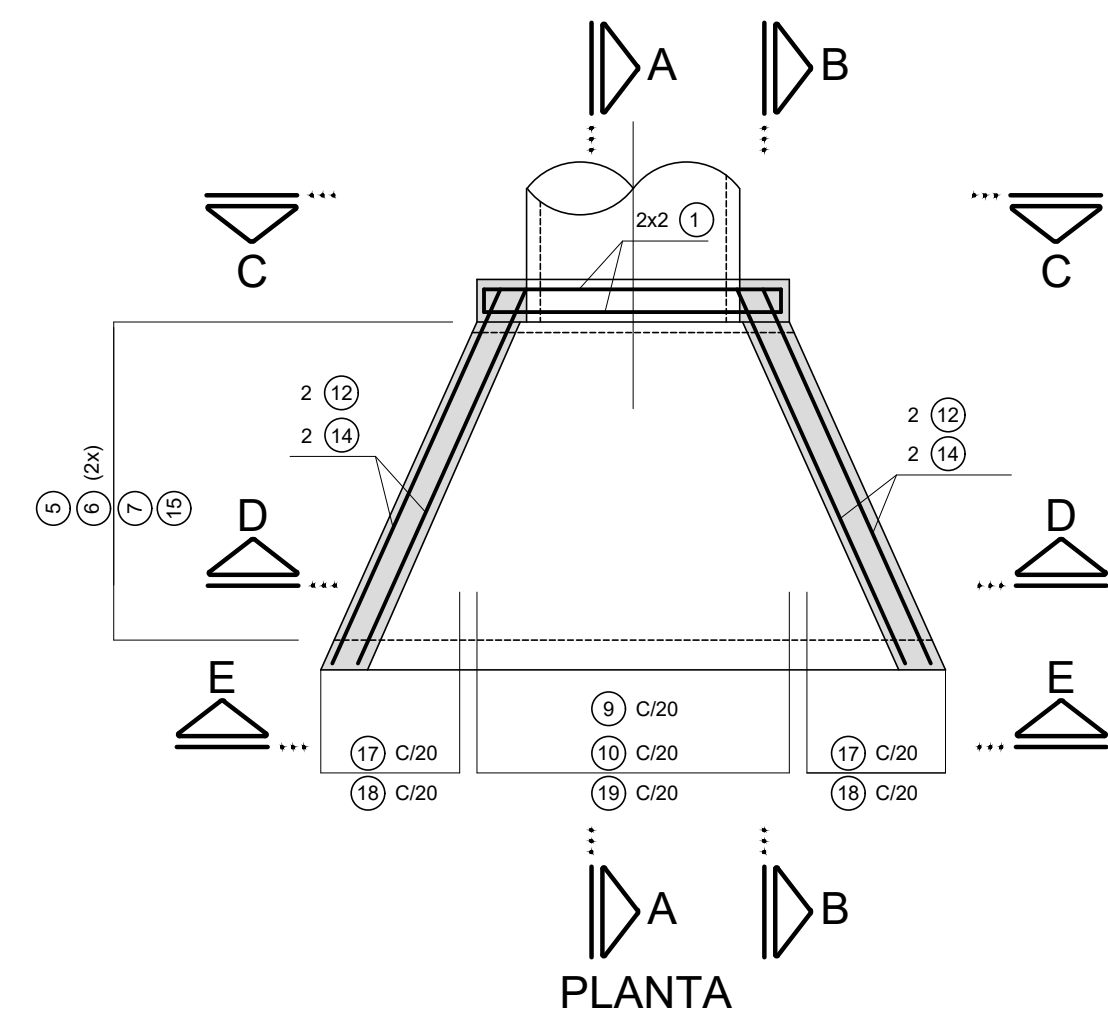 A B
C C
2x2 1
2 12
2 14
2 12
2 14
5 6 (2x) 7 15
D D
E E
9 C/20
17 C/20 10 C/20 17 C/20
18 C/20 19 C/20 18 C/20
A B
PLANTA